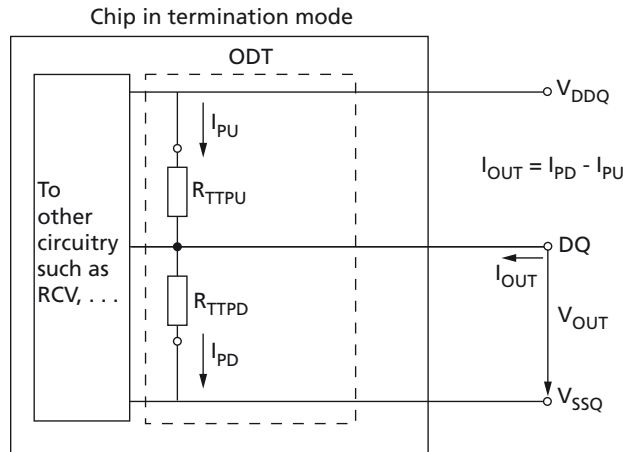 Chip in termination mode
ODT
V_DDQ
I_PU
I_OUT = I_PD - I_PU
R_TTPU
To
other
circuitry
such as
RCV, . . .
DQ
I_OUT
R_TTPD
V_OUT
I_PD
V_SSQ